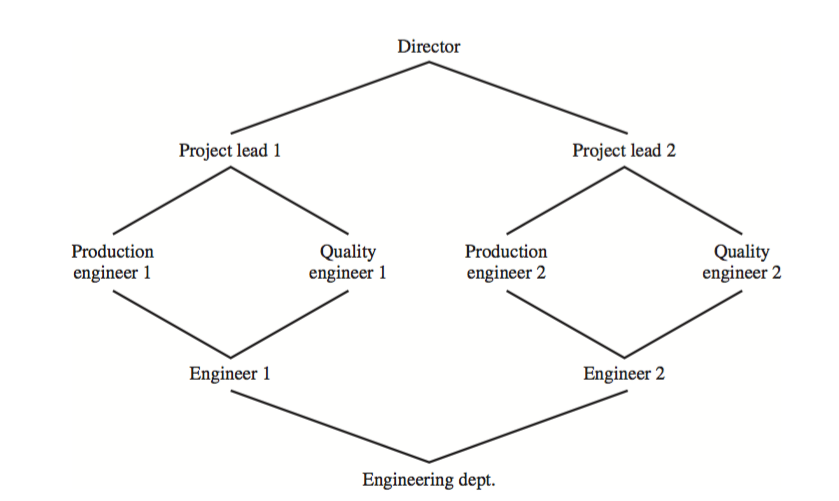 Director
Project lead 1
Project lead 2
Production
engineer 1
Quality
engineer 1
Production
engineer 2
Quality
engineer 2
Engineer 1
Engineer 2
Engineering dept.